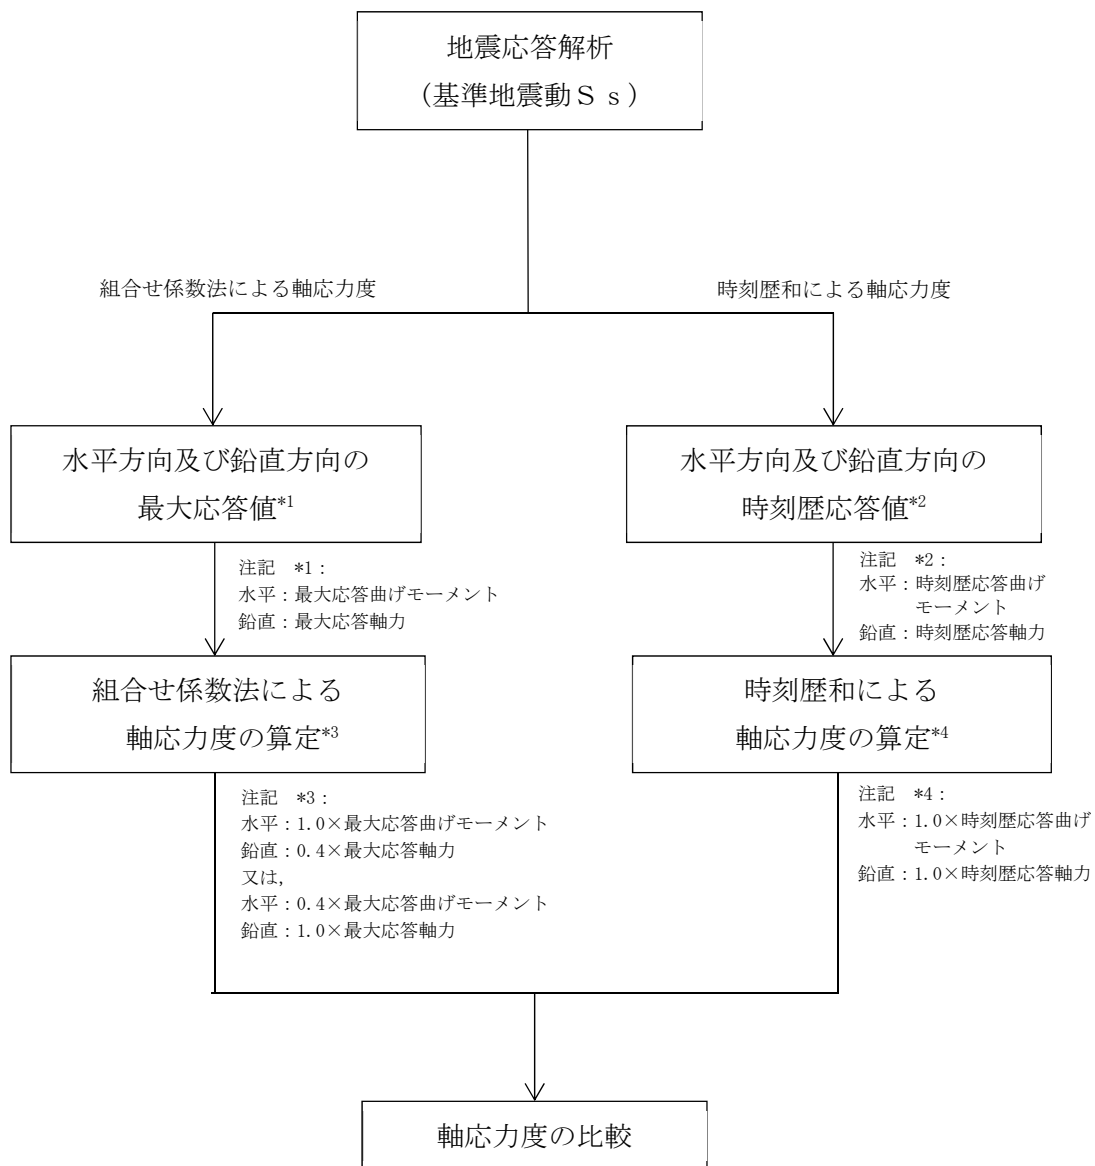 地震応答解析
(基準地震動Ｓｓ)
組合せ係数法による軸応力度
時刻歴和による軸応力度
水平方向及び鉛直方向の
最大応答値*1
水平方向及び鉛直方向の
時刻歴応答値*2
注記　*1：
水平：最大応答曲げモーメント
鉛直：最大応答軸力
注記　*2：
水平：時刻歴応答曲げ
モーメント
鉛直：時刻歴応答軸力
組合せ係数法による
軸応力度の算定*3
時刻歴和による
軸応力度の算定*4
注記　*3：
水平：1.0×最大応答曲げモーメント
鉛直：0.4×最大応答軸力
又は，
水平：0.4×最大応答曲げモーメント
鉛直：1.0×最大応答軸力
注記　*4：
水平：1.0×時刻歴応答曲げ
モーメント
鉛直：1.0×時刻歴応答軸力
軸応力度の比較